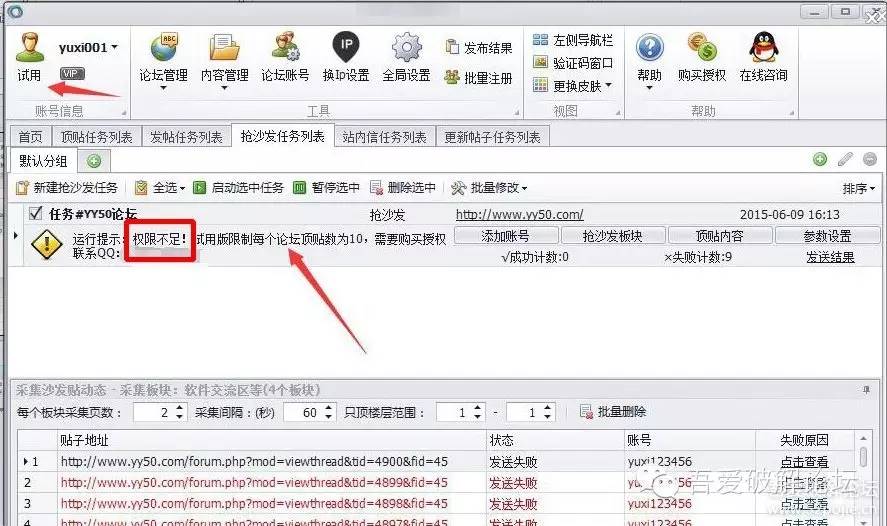 yuxi001
试用
VIP
论坛管理
内容管理
论坛账号
换Ip设置
全局设置
发布结果
批量注册
左侧导航栏
验证码窗口
更换皮肤
帮助
购买授权
在线咨询
账号信息
工具
视图
帮助
首页 顶贴任务列表 发帖任务列表 抢沙发任务列表 站内信任务列表 更新帖子任务列表
默认分组
新建抢沙发任务 全选 启动选中任务 暂停选中 删除选中 批量修改 排序
任务#YY50论坛 抢沙发 http://www.yy50.com/ 2015-06-09 16:13
运行提示: 权限不足! 试用版限制每个论坛顶贴数为10，需要购买授权
联系QQ:
添加账号 抢沙发板块 顶贴内容 参数设置
√成功计数:0 ×失败计数:9 发送结果
采集沙发贴动态 - 采集板块：软件交流区等(4个板块)
每个板块采集页数： 2 采集间隔：(秒) 60 只顶楼层范围： 1 - 1 批量删除
贴子地址 状态 账号 失败原因
1 http://www.yy50.com/forum.php?mod=viewthread&tid=4900&fid=45 发送失败 yuxi123456 点击查看
2 http://www.yy50.com/forum.php?mod=viewthread&tid=4899&fid=45 发送失败 yuxi123456 点击查看
3 http://www.yy50.com/forum.php?mod=viewthread&tid=4898&fid=45 发送失败
4 http://www.yy50.com/forum.php?mod=viewthread&tid=4897&fid=45 发送失败
吾爱破解论坛